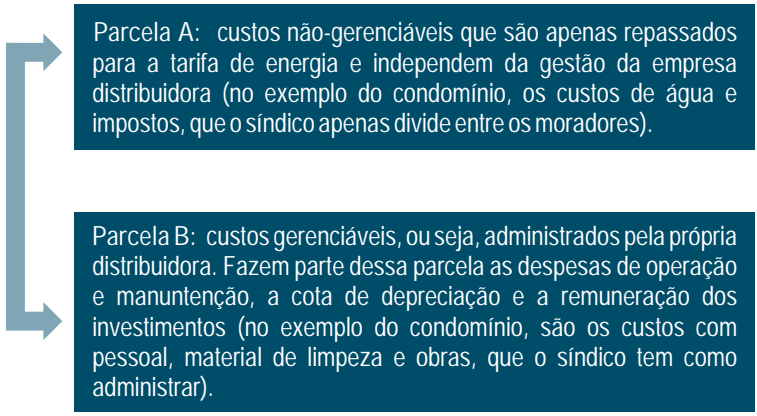 Parcela A: custos não-gerenciáveis que são apenas repassados
para a tarifa de energia e independem da gestão da empresa
distribuidora (no exemplo do condomínio, os custos de água e
impostos, que o síndico apenas divide entre os moradores).
Parcela B: custos gerenciáveis, ou seja, administrados pela própria
distribuidora. Fazem parte dessa parcela as despesas de operação
e manuntenção, a cota de depreciação e a remuneração dos
investimentos (no exemplo do condomínio, são os custos com
pessoal, material de limpeza e obras, que o síndico tem como
administrar).